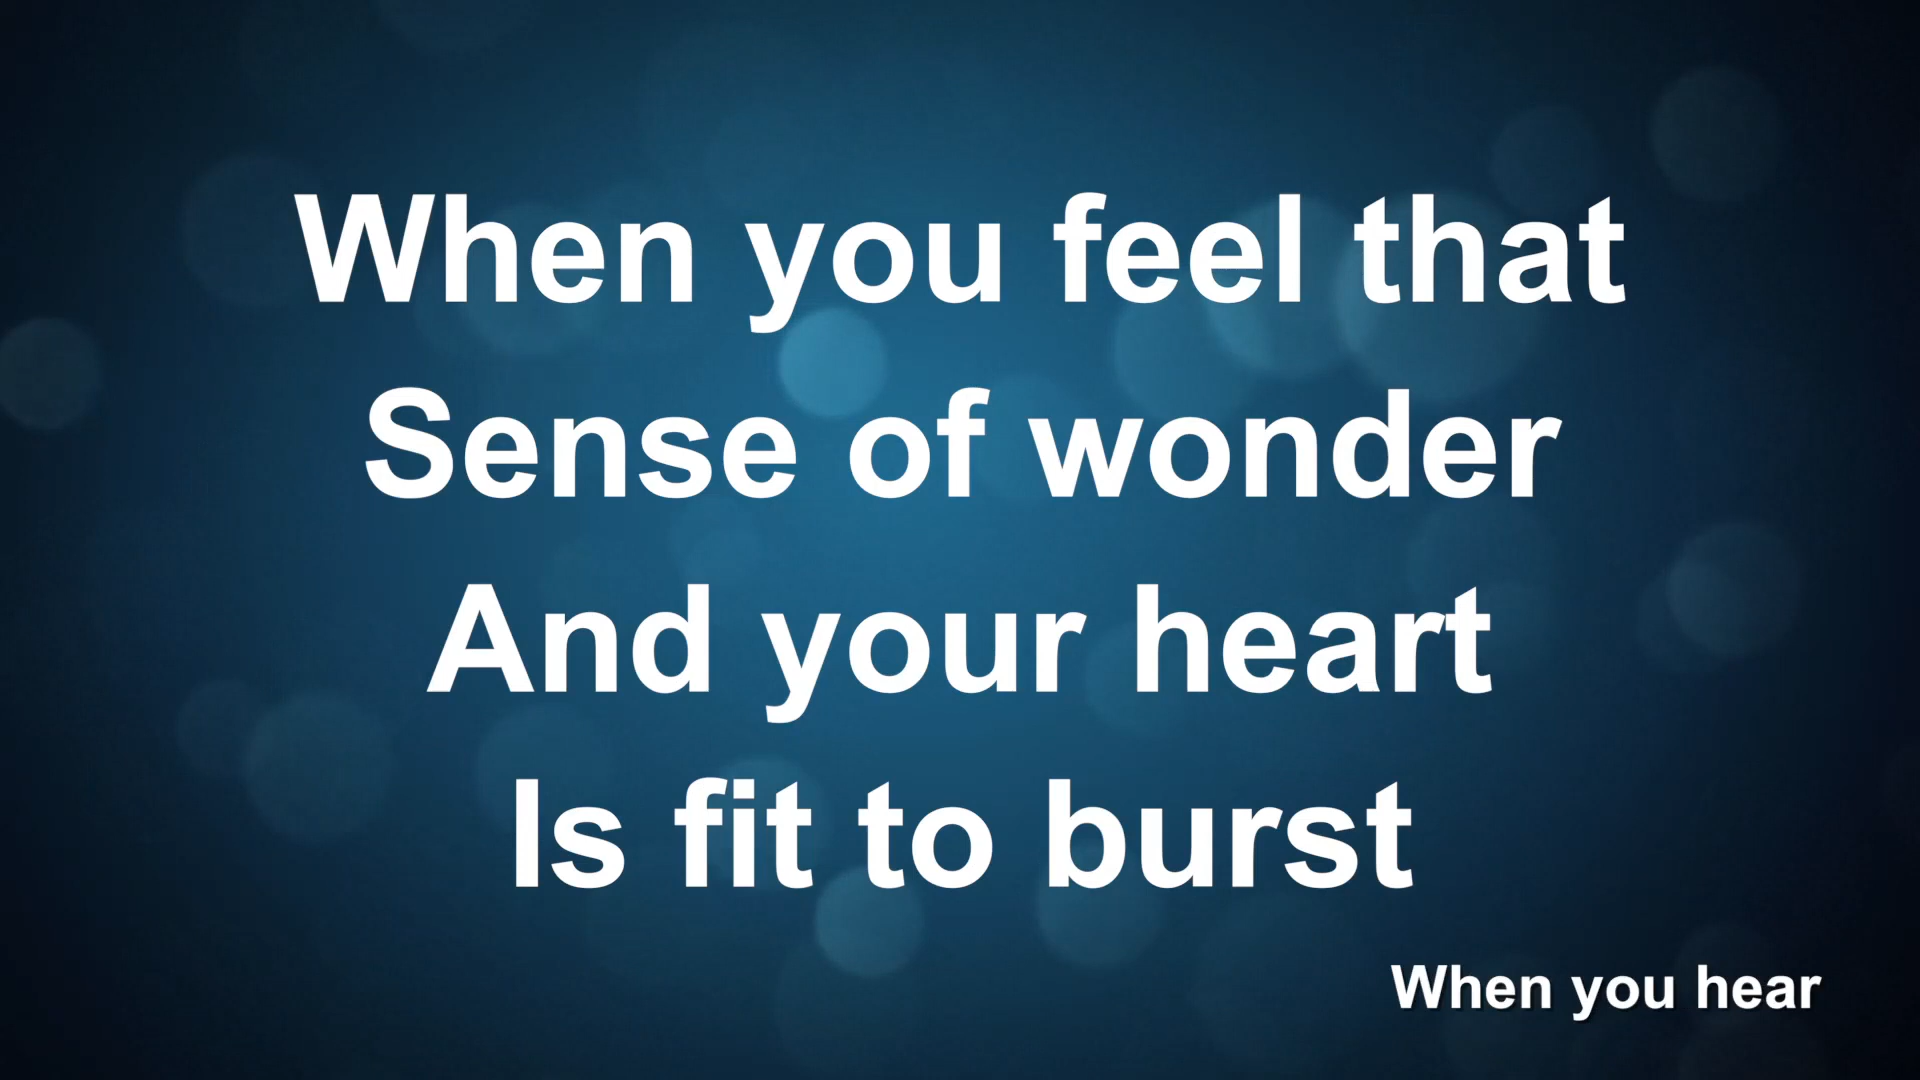 When you feel that
Sense of wonder
And your heart
Is fit to burst
When you hear